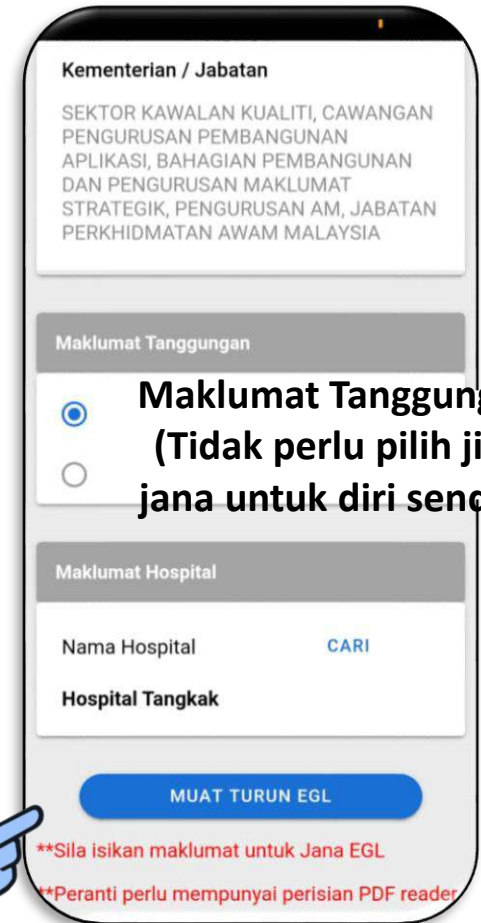 Kementerian / Jabatan
SEKTOR KAWALAN KUALITI, CAWANGAN
PENGURUSAN PEMBANGUNAN
APLIKASI, BAHAGIAN PEMBANGUNAN
DAN PENGURUSAN MAKLUMAT
STRATEGIK, PENGURUSAN AM, JABATAN
PERKHIDMATAN AWAM MALAYSIA
Maklumat Tanggungan
Maklumat Tanggung
(Tidak perlu pilih ji
jana untuk diri send
Maklumat Hospital
Nama Hospital CARI
Hospital Tangkak
MUAT TURUN EGL
**Sila isikan maklumat untuk Jana EGL
**Peranti perlu mempunyai perisian PDF reader